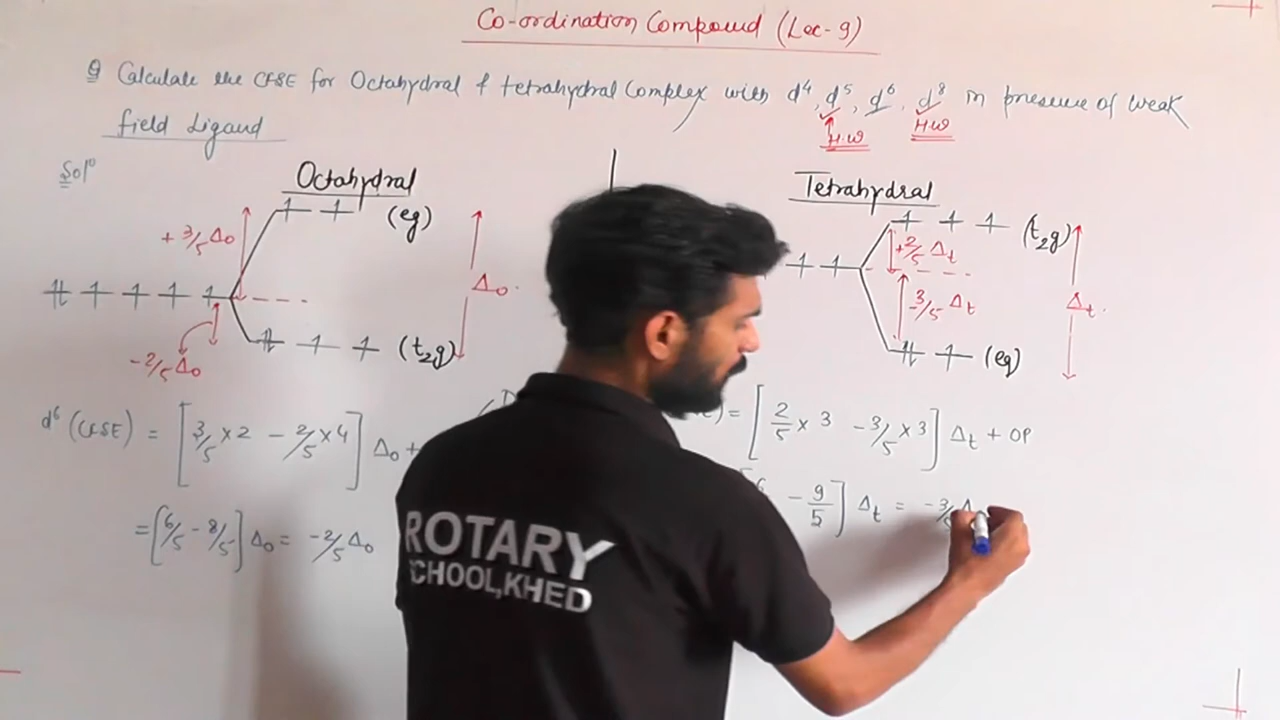 Co-ordination Compound (Lec-9)
Q Calculate the CFSE for Octahydral & tetrahydral Complex with d⁴, d⁵, d⁶, d⁸ in presence of weak
field Ligand
H.W
H.W
Solⁿ
Octahydral
Tetrahydral
(eg)
(t₂g)
+3/5 Δo
+2/5 Δt
Δo.
-3/5 Δt
Δt.
-2/5 Δo
(t₂g)
(eg)
d⁶ (CFSE) = [3/5 × 2 - 2/5 × 4] Δo +
) = [2/5 × 3 - 3/5 × 3] Δt + OP
= [6/5 - 8/5] Δo = -2/5 Δo
- 9/5] Δt = -3/5
ROTARY
SCHOOL,KHED